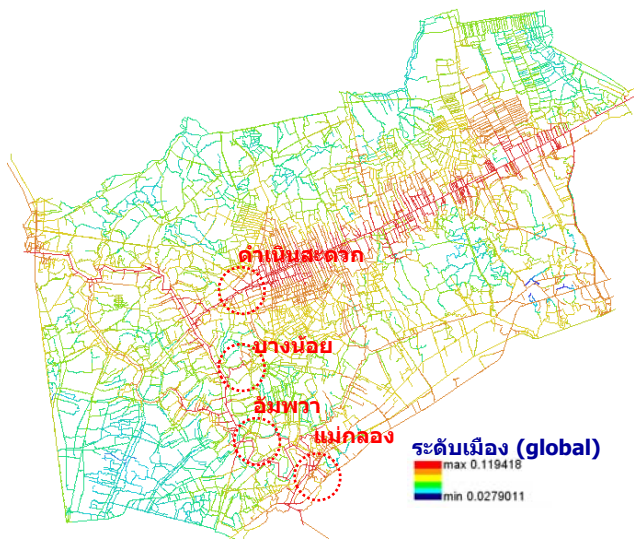 ดำเนินสะดวก
บางน้อย
อัมพวา
แม่กลอง
ระดับเมือง (global)
max 0.119418
min 0.0279011